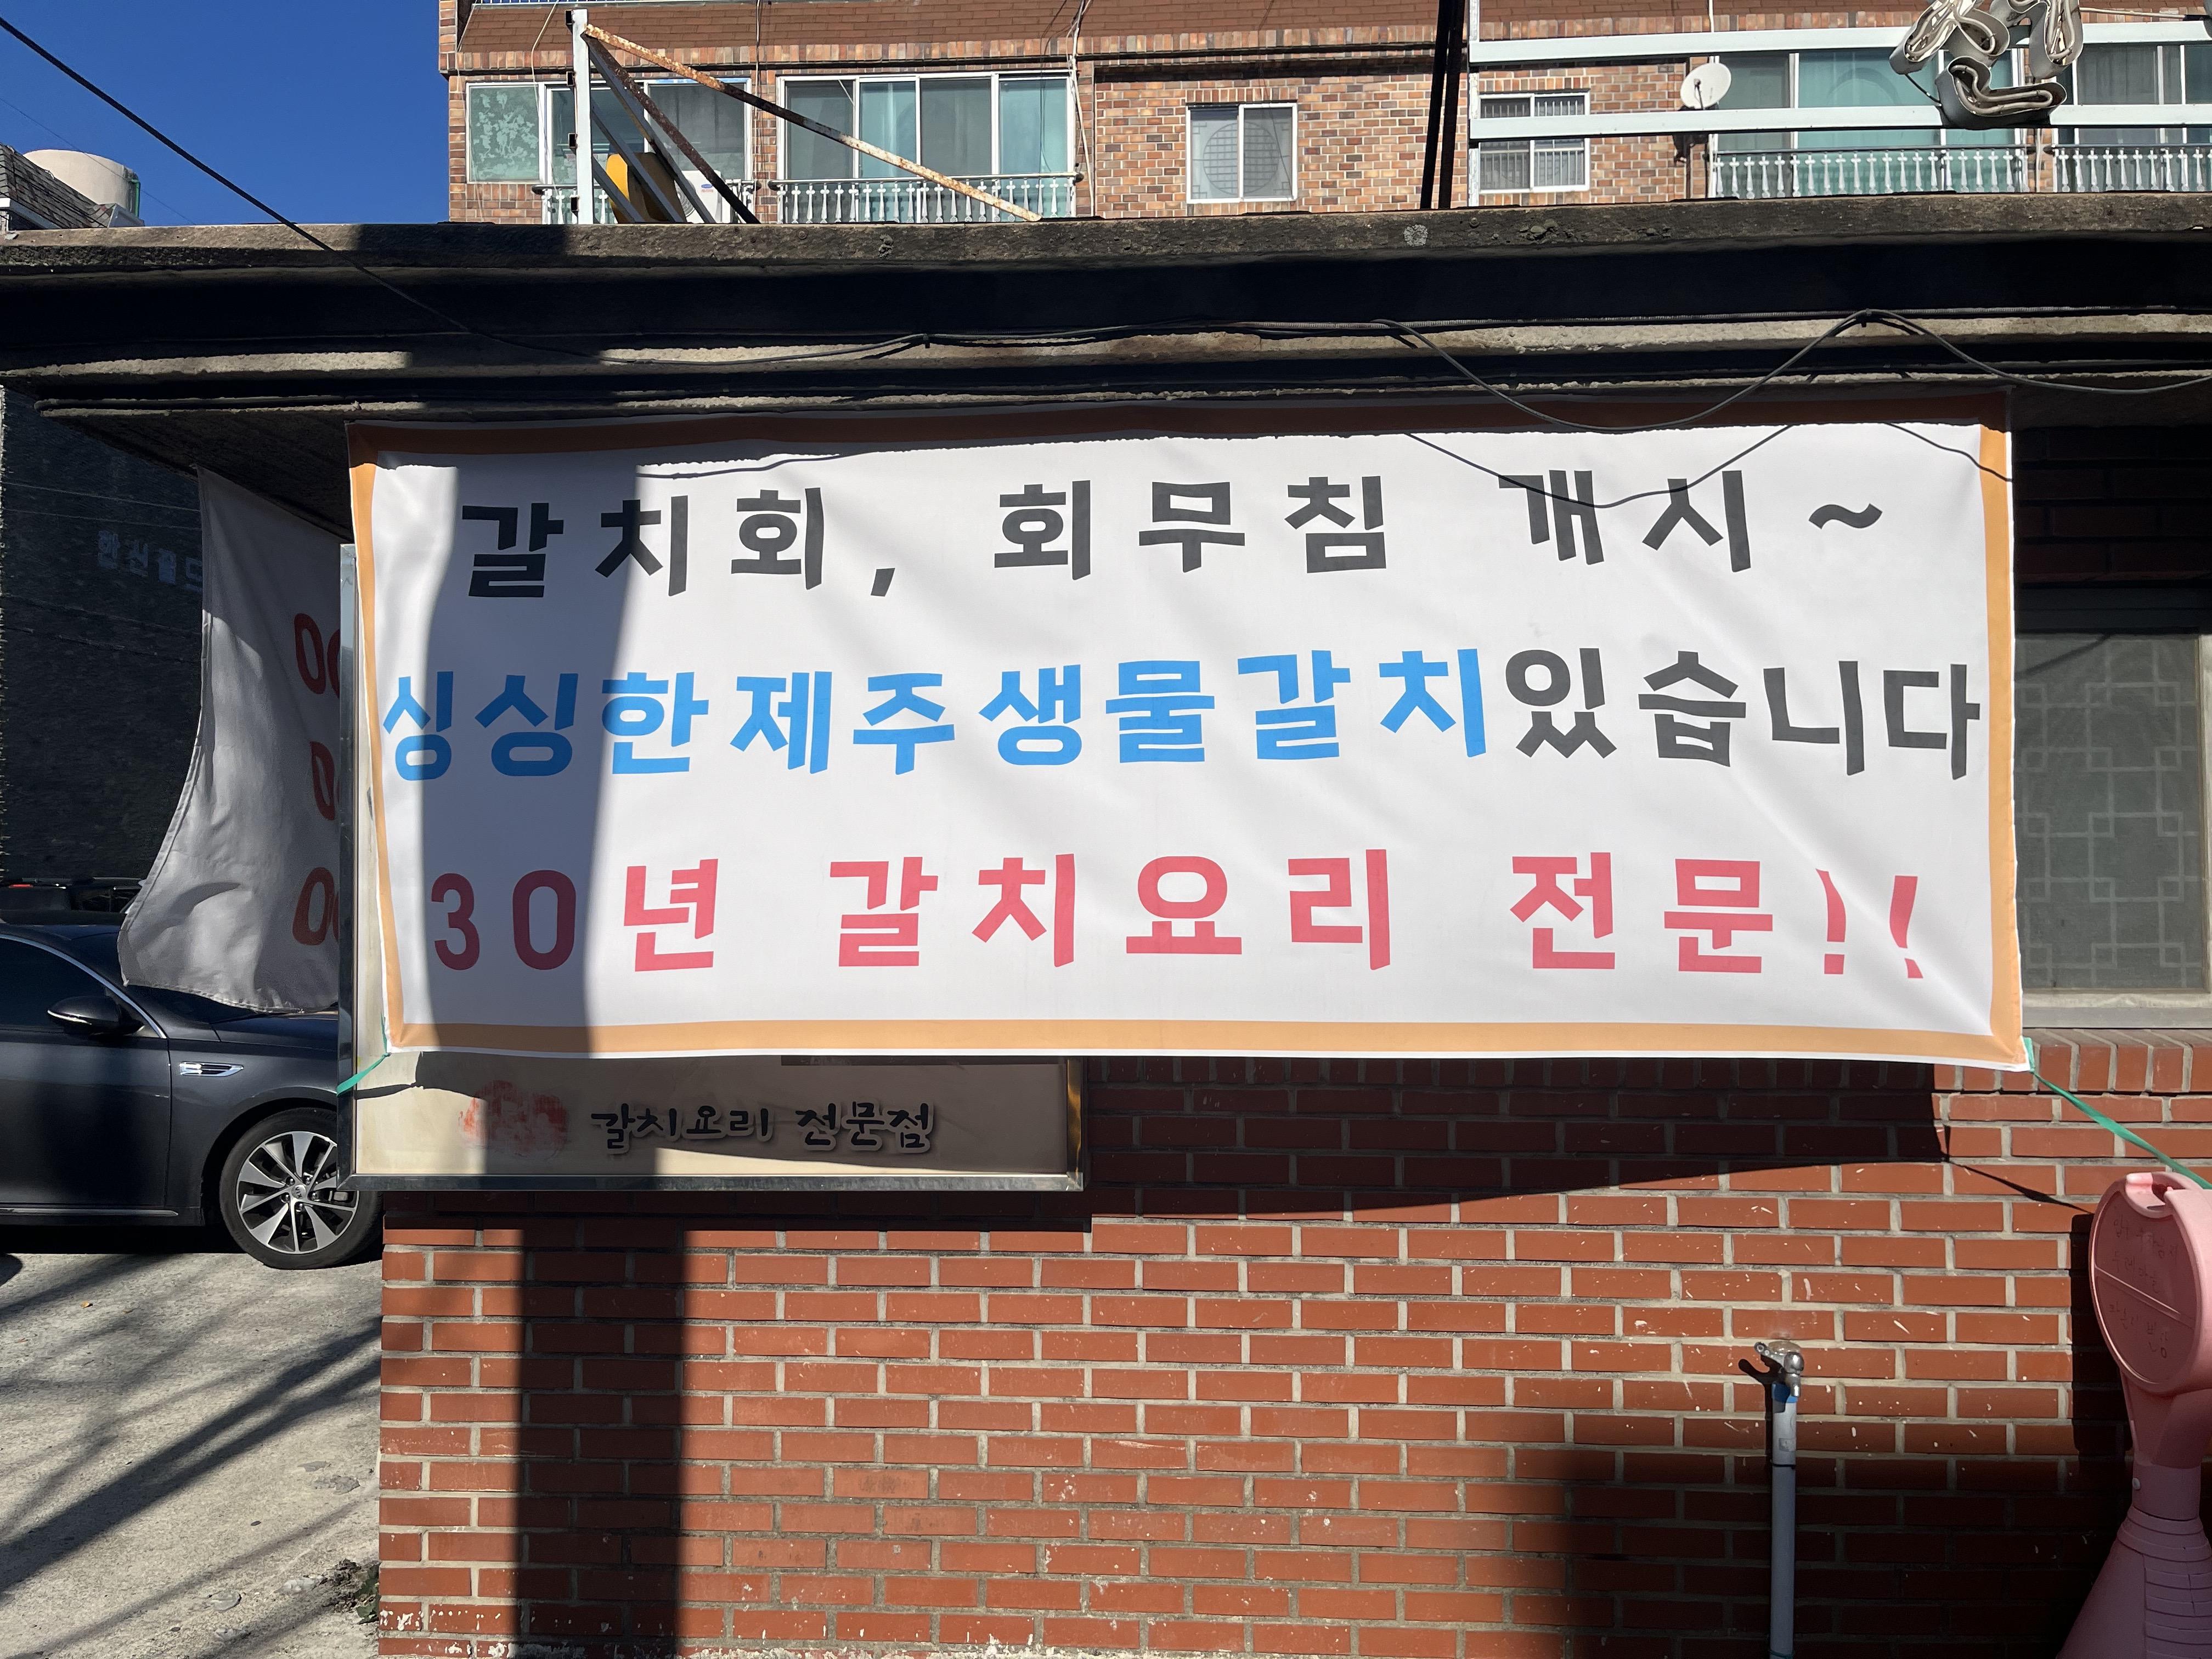 갈치회, 회무침 개시~
싱싱한제주생물갈치있습니다
30년 갈치요리 전문!!
갈치요리 전문점